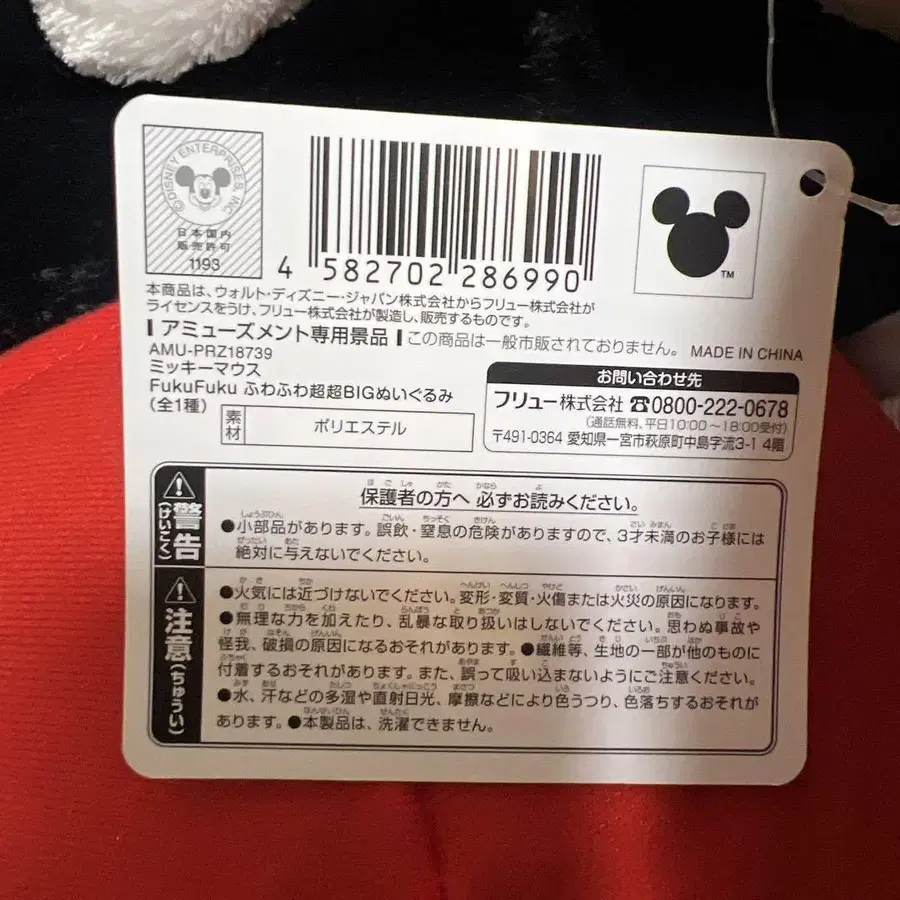 ©DISNEY ENTERPRISES, INC.
日本国内
販売許可
1193
4 582702 286990
TM
本商品は、ウォルト・ディズニー・ジャパン株式会社からフリュー株式会社が
ライセンスをうけ、フリュー株式会社が製造し、販売するものです。
アミューズメント専用景品 この商品は一般市販されておりません。 MADE IN CHINA
AMU-PRZ18739
ミッキーマウス
FukuFuku ふわふわ超超BIGぬいぐるみ
(全1種)
素材 ポリエステル
お問い合わせ先
フリュー株式会社 ☎0800-222-0678
(通話無料、平日10:00～18:00受付)
〒491-0364 愛知県一宮市萩原町中島字流3-1 4階
⚠警告(けいこく)
保護者の方へ 必ずお読みください。
●小部品があります。誤飲・窒息の危険がありますので、3才未満のお子様には
絶対に与えないでください。
⚠注意(ちゅうい)
●火気には近づけないでください。変形・変質・火傷または火災の原因になります。
●無理な力を加えたり、乱暴な取り扱いはしないでください。思わぬ事故や
怪我、破損の原因になるおそれがあります。●繊維等、生地の一部が他のものに
付着するおそれがあります。また、誤って吸い込まないようにご注意ください。
●水、汗などの多湿や直射日光、摩擦などにより色うつり、色落ちするおそれが
あります。●本製品は、洗濯できません。